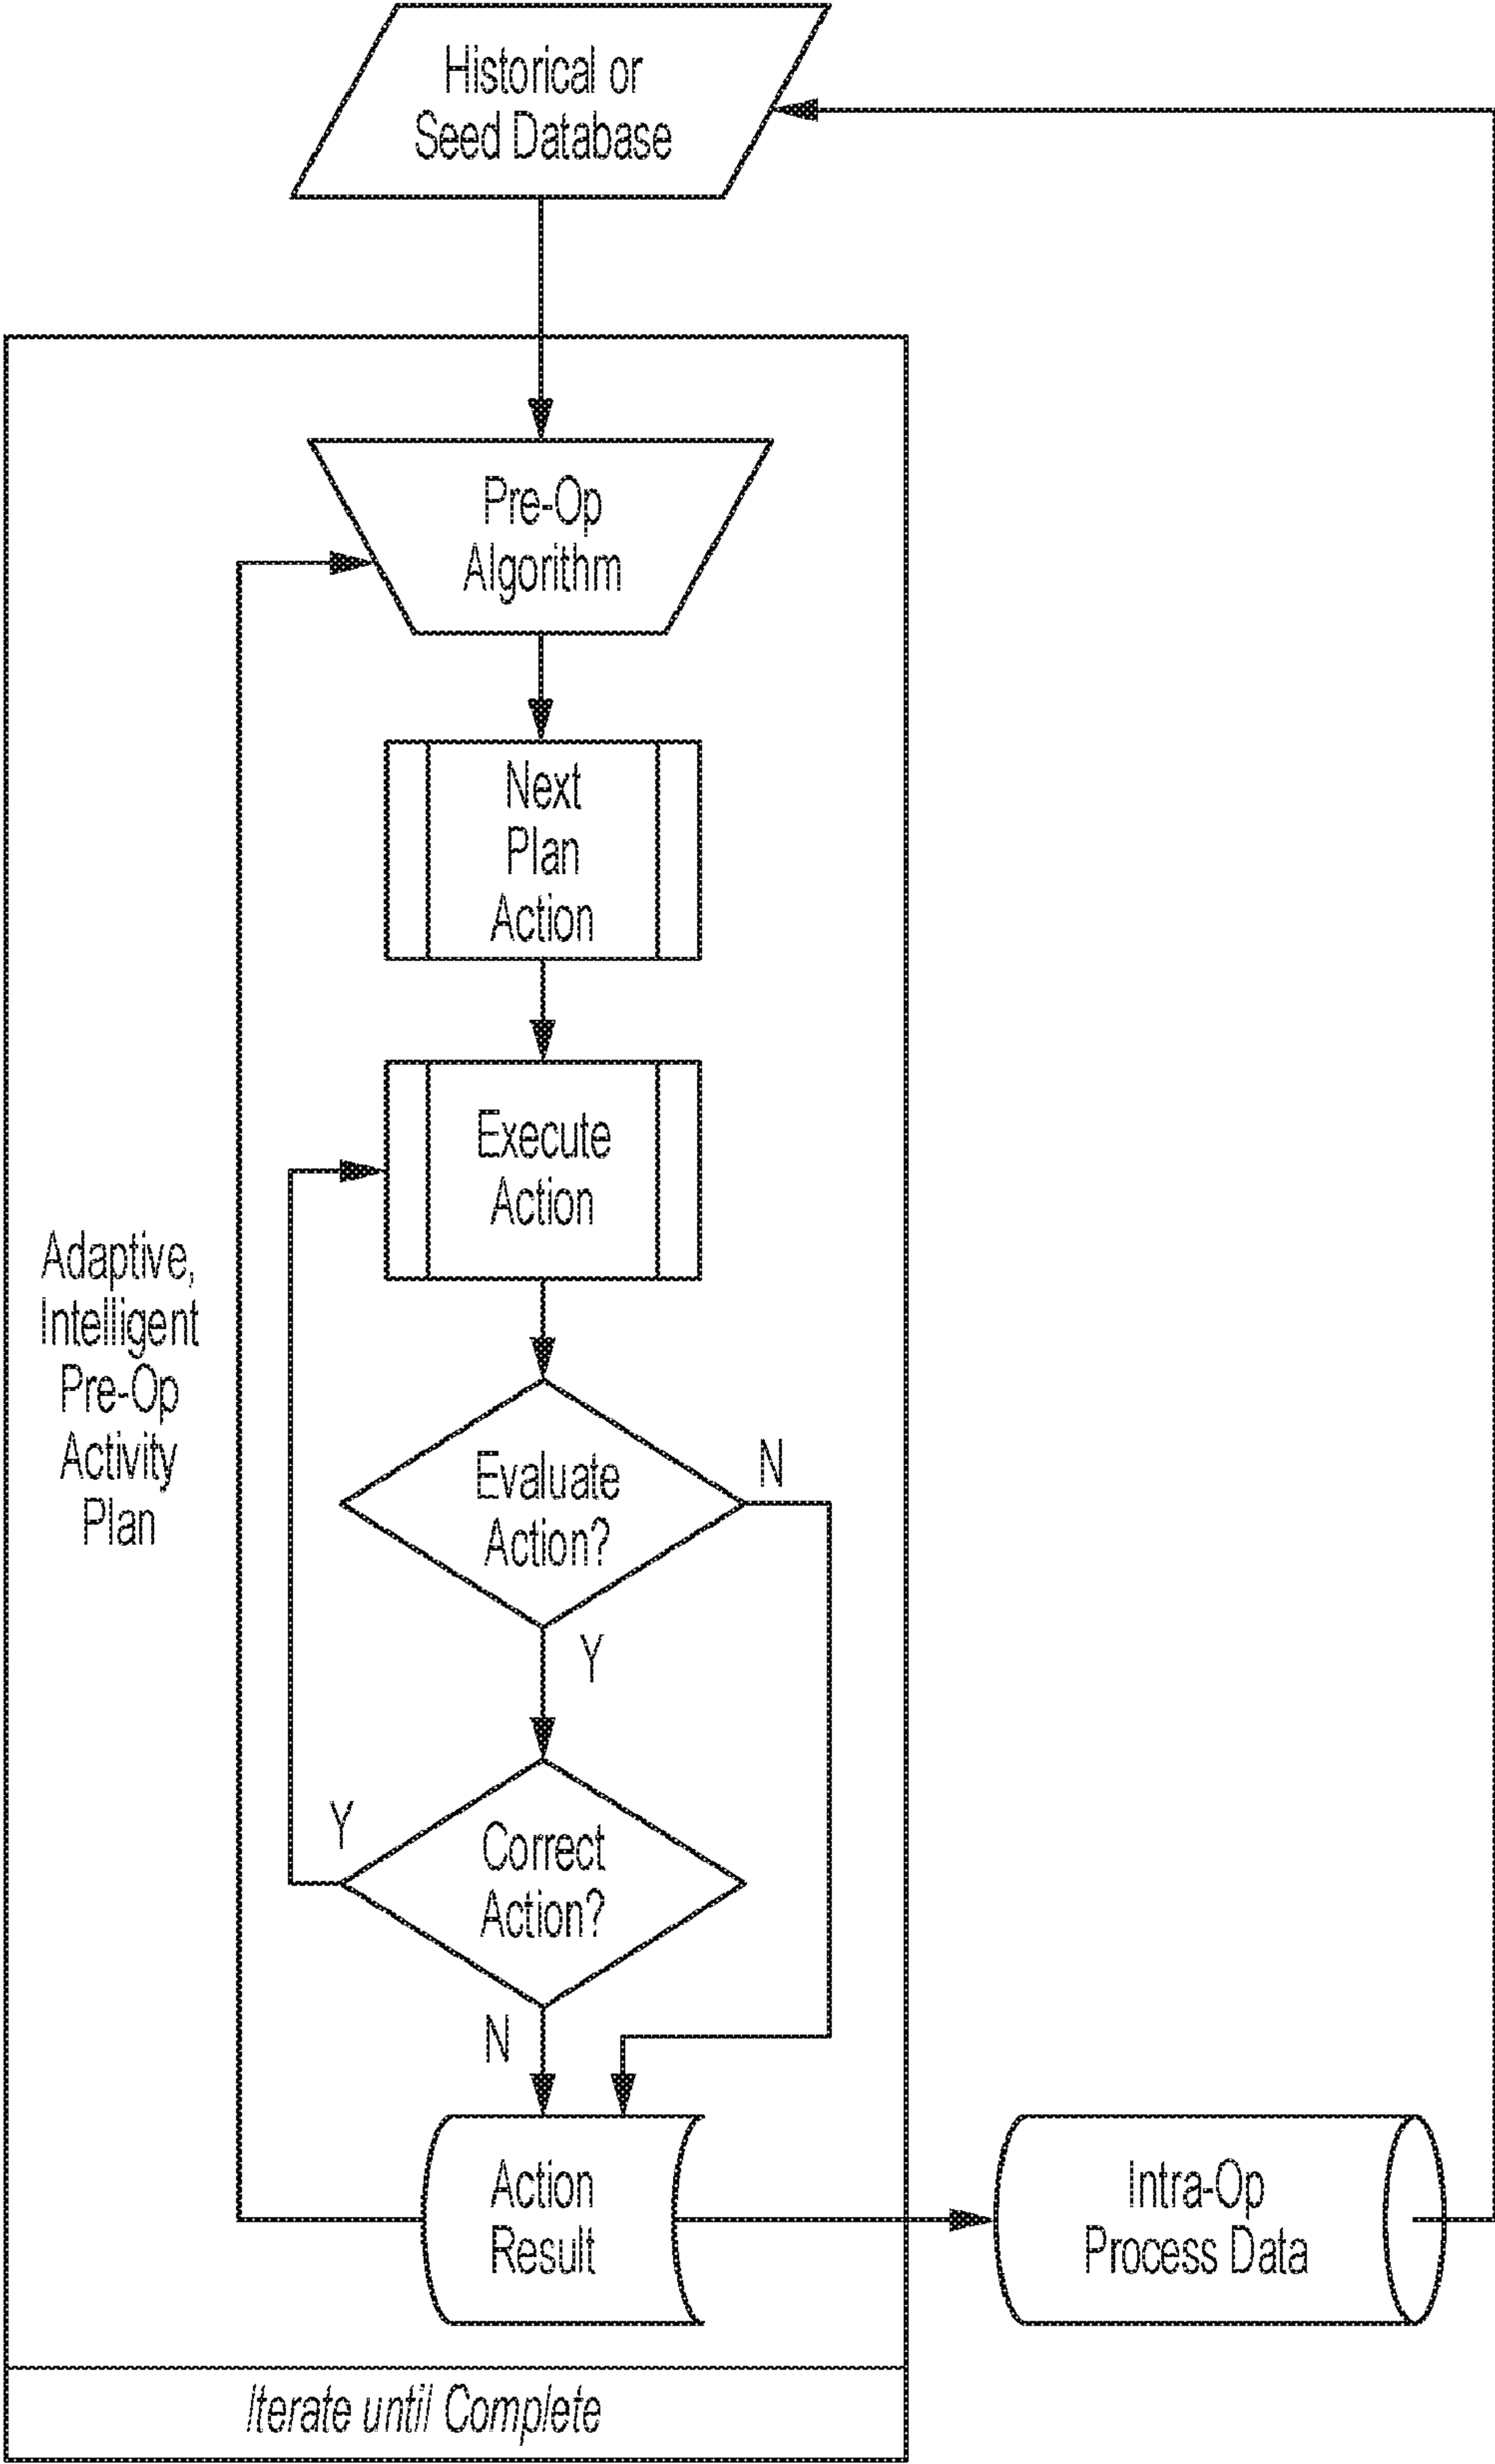 Historical or
Seed Database
Pre-Op
Algorithm
Next
Plan
Action
Execute
Action
Adaptive,
Intelligent
Pre-Op
Activity
Plan
Evaluate
Action?
N
Y
Y
Correct
Action?
N
Action
Result
Intra-Op
Process Data
Iterate until Complete